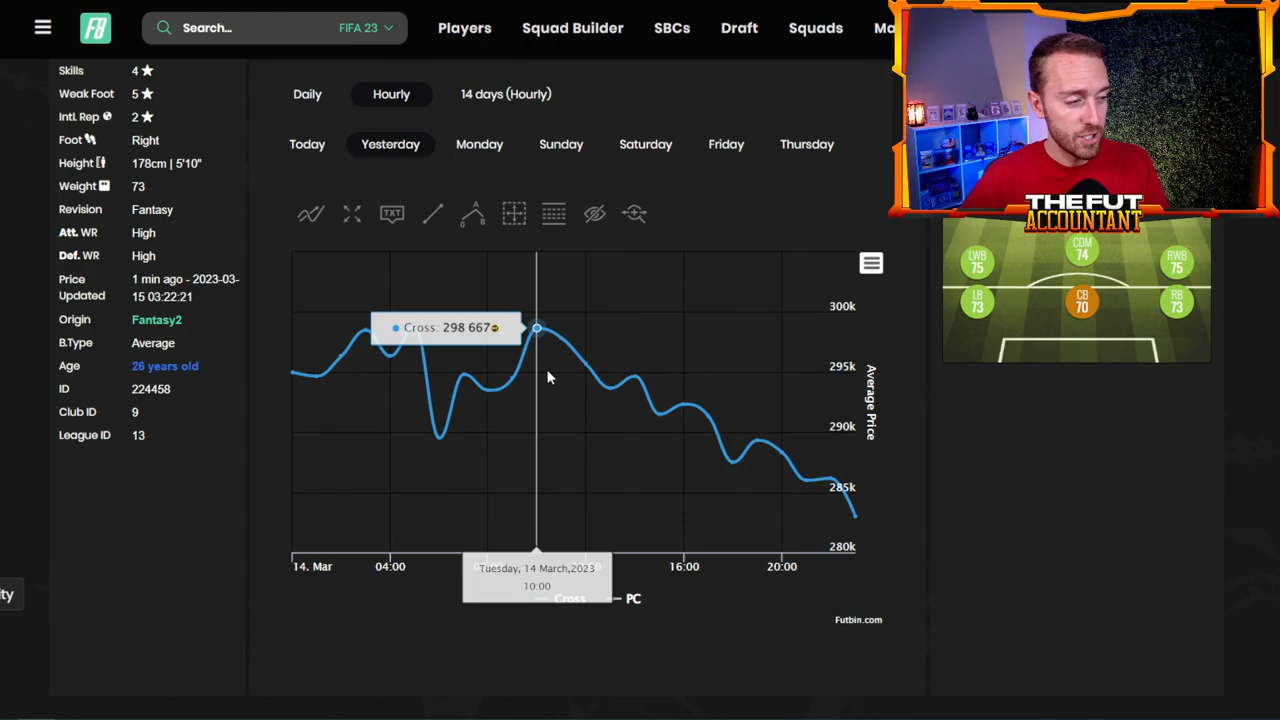 F8
Search...
FIFA 23
Players
Squad Builder
SBCs
Draft
Squads
Ma
Skills 4
Weak Foot 5
Intl. Rep 2
Foot Right
Height 178cm | 5'10"
Weight 73
Revision Fantasy
Att. WR High
Def. WR High
Price Updated 1 min ago - 2023-03-15 03:22:21
Origin Fantasy2
B.Type Average
Age 26 years old
ID 224458
Club ID 9
League ID 13
ity
Daily Hourly 14 days (Hourly)
Today Yesterday Monday Sunday Saturday Friday Thursday
TXT
A
0 B
Cross: 298 667
300k
295k
290k
285k
280k
Average Price
14. Mar 04:00 16:00 20:00
Tuesday, 14 March,2023
10:00
Cross PC
Futbin.com
THE FUT
ACCOUNTANT
LWB 75
CDM 74
RWB 75
LB 73
CB 70
RB 73